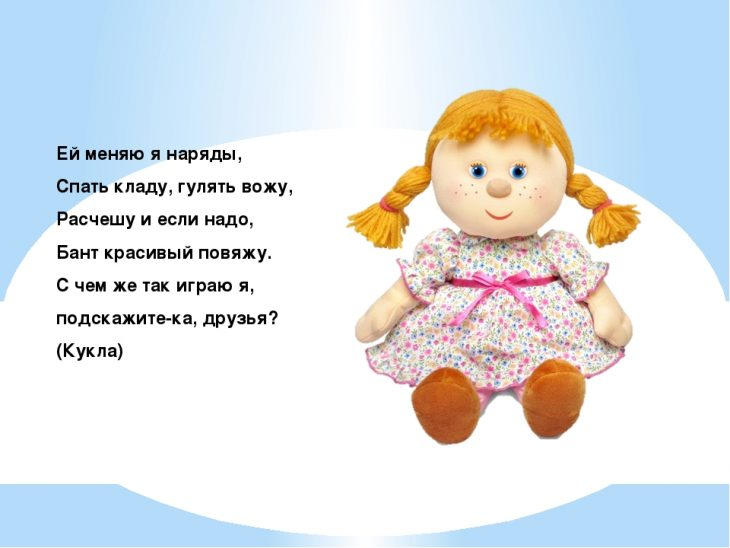 Ей меняю я наряды,
Спать кладу, гулять вожу,
Расчешу и если надо,
Бант красивый повяжу.
С чем же так играю я,
подскажите-ка, друзья?
(Кукла)